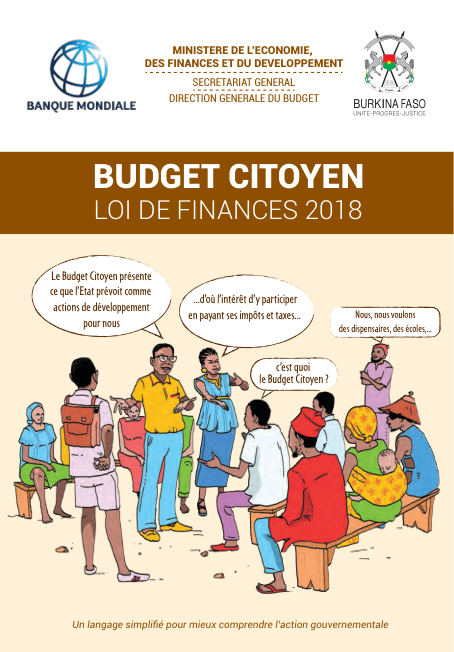 BANQUE MONDIALE
MINISTERE DE L'ECONOMIE,
DES FINANCES ET DU DEVELOPPEMENT
SECRETARIAT GENERAL
DIRECTION GENERALE DU BUDGET
BURKINA FASO
UNITE-PROGRES-JUSTICE
BUDGET CITOYEN
LOI DE FINANCES 2018
Le Budget Citoyen présente
ce que l'Etat prévoit comme
actions de développement
pour nous
...d'où l'intérêt d'y participer
en payant ses impôts et taxes...
Nous, nous voulons
des dispensaires, des écoles,...
c'est quoi
le Budget Citoyen ?
Un langage simplifié pour mieux comprendre l'action gouvernementale